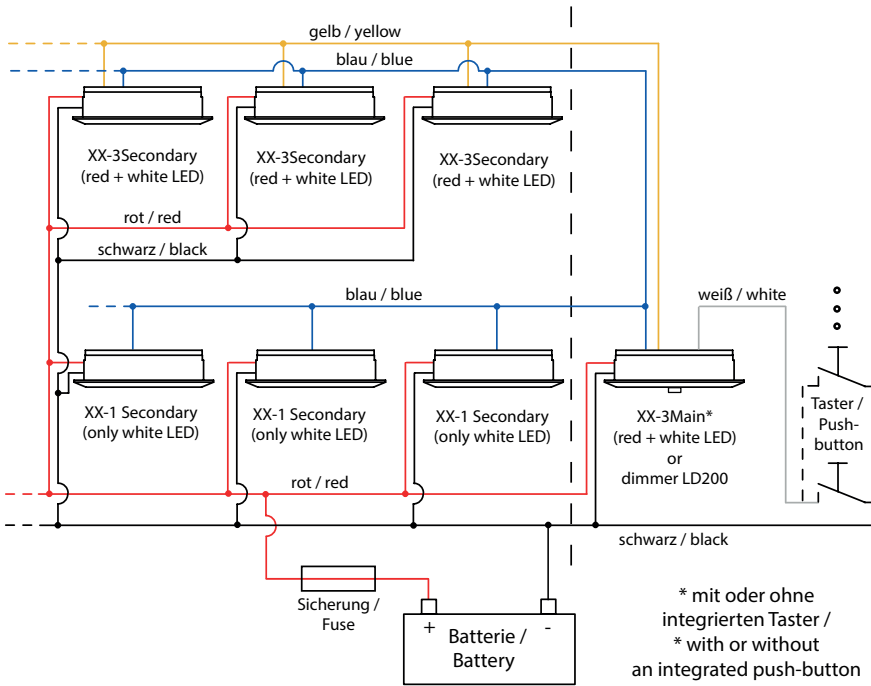 gelb / yellow
blau / blue
XX-3Secondary
(red + white LED)
XX-3Secondary
(red + white LED)
XX-3Secondary
(red + white LED)
rot / red
schwarz / black
blau / blue
weiß / white
XX-1 Secondary
(only white LED)
XX-1 Secondary
(only white LED)
XX-1 Secondary
(only white LED)
XX-3Main*
(red + white LED)
or
dimmer LD200
Taster /
Push-
button
rot / red
schwarz / black
Sicherung /
Fuse
+
-
Batterie /
Battery
* mit oder ohne
integrierten Taster /
* with or without
an integrated push-button